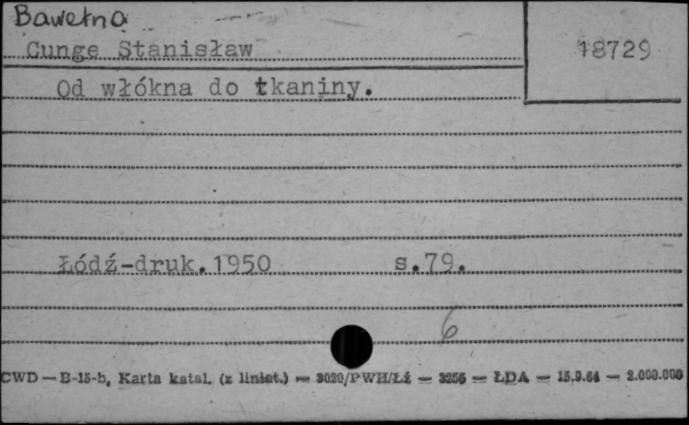 Bawełna
Cunge Stanisław
18729
Od włókna do tkaniny.
Łódź-druk.1950 s.79.
6
CWD — B-15-b, Karta katal. (z liniat.) — 3020/PWH/Łź — 3256 — ŁDA — 15.9.64 — 2.000.000